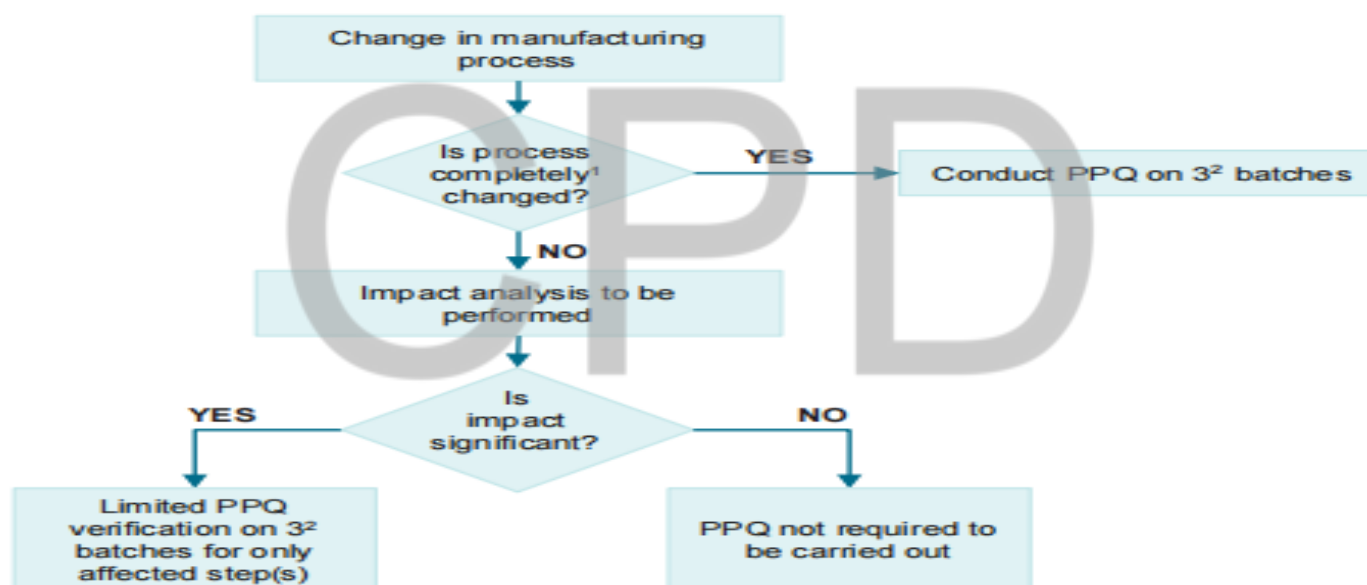 Change in manufacturing
process
Is process
completely¹
changed?
YES
Conduct PPQ on 3² batches
NO
Impact analysis to be
performed
Is
impact
significant?
YES
NO
Limited PPQ
verification on 3²
batches for only
affected step(s)
PPQ not required to
be carried out
CPD